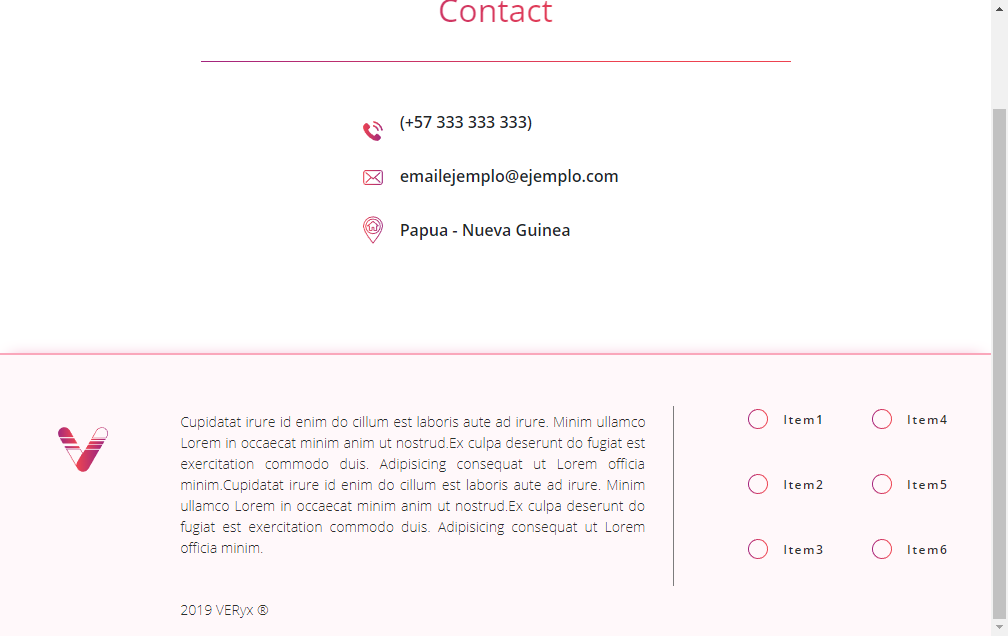 Contact
(+57 333 333 333)
emailejemplo@ejemplo.com
Papua - Nueva Guinea
Cupidatat irure id enim do cillum est laboris aute ad irure. Minim ullamco
Lorem in occaecat minim anim ut nostrud.Ex culpa deserunt do fugiat est
exercitation commodo duis. Adipisicing consequat ut Lorem officia
minim.Cupidatat irure id enim do cillum est laboris aute ad irure. Minim
ullamco Lorem in occaecat minim anim ut nostrud.Ex culpa deserunt do
fugiat est exercitation commodo duis. Adipisicing consequat ut Lorem
officia minim.
2019 VERyx ®
Item1
Item2
Item3
Item4
Item5
Item6